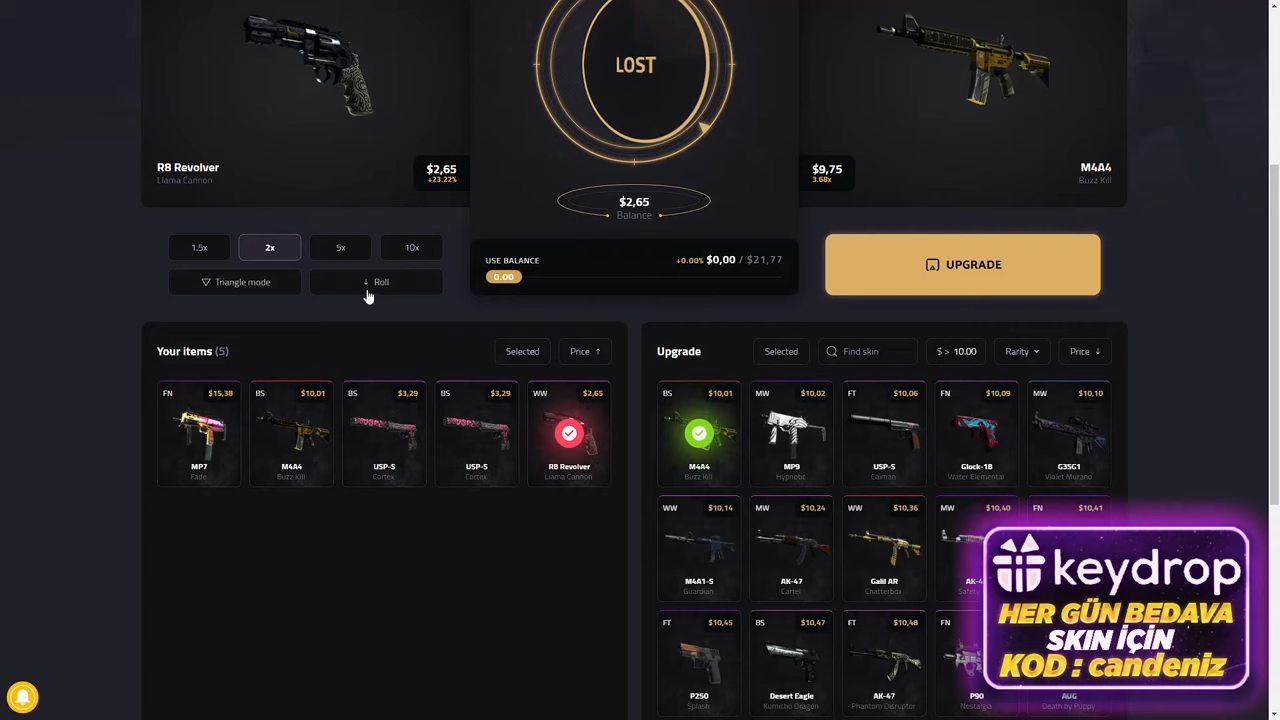 LOST
R8 Revolver
Llama Cannon
$2,65
+23.22%
$9,75
3.68x
M4A4
Buzz Kill
$2,65
Balance
1.5x
2x
5x
10x
Triangle mode
Roll
USE BALANCE
+0.00% $0,00 / $21,77
0.00
UPGRADE
Your items (5)
Selected
Price
Upgrade
Selected
Find skin
$ > 10.00
Rarity
Price
FN $15,38
MP7
Fade
BS $10,01
M4A4
Buzz Kill
BS $3,29
USP-S
Cortex
BS $3,29
USP-S
Cortex
WW $2,65
R8 Revolver
Llama Cannon
BS $10,01
M4A4
Buzz Kill
MW $10,02
MP9
Hypnotic
FT $10,06
USP-S
Caiman
FN $10,09
Glock-18
Water Elemental
MW $10,10
G3SG1
Violet Murano
WW $10,14
M4A1-S
Guardian
MW $10,24
AK-47
Cartel
WW $10,36
Galil AR
Chatterbox
MW $10,40
FN $10,41
FT $10,45
P250
Splash
BS $10,47
Desert Eagle
Kumicho Dragon
FT $10,48
AK-47
Phantom Disruptor
FN
P90
Nostalgia
AUG
Death by Puppy
keydrop
HER GÜN BEDAVA
SKIN İÇİN
KOD : candeniz